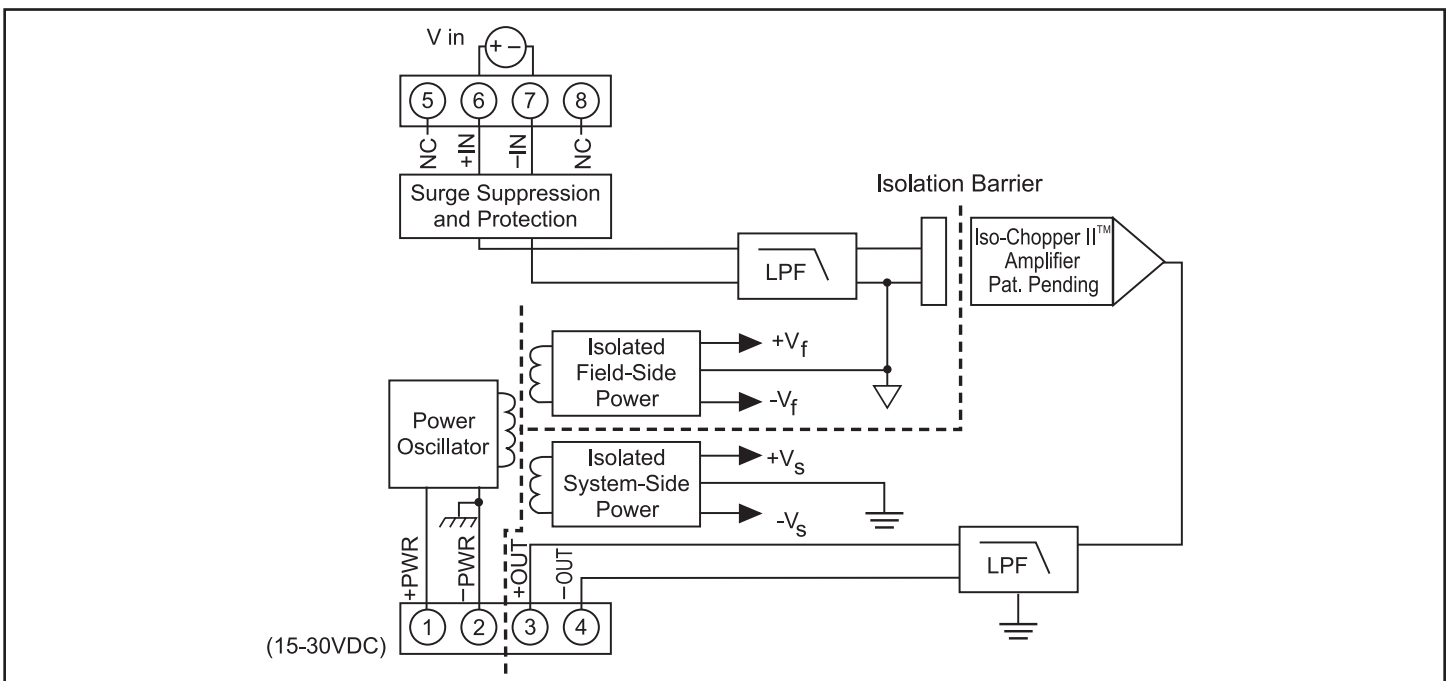 V in
+ −
5 6 7 8
NC
+IN
−IN
NC
Surge Suppression
and Protection
Isolation Barrier
LPF
Iso-Chopper II™
Amplifier
Pat. Pending
Isolated
Field-Side
Power
+Vf
-Vf
Power
Oscillator
Isolated
System-Side
Power
+Vs
-Vs
+PWR
−PWR
+OUT
−OUT
LPF
1 2 3 4
(15-30VDC)